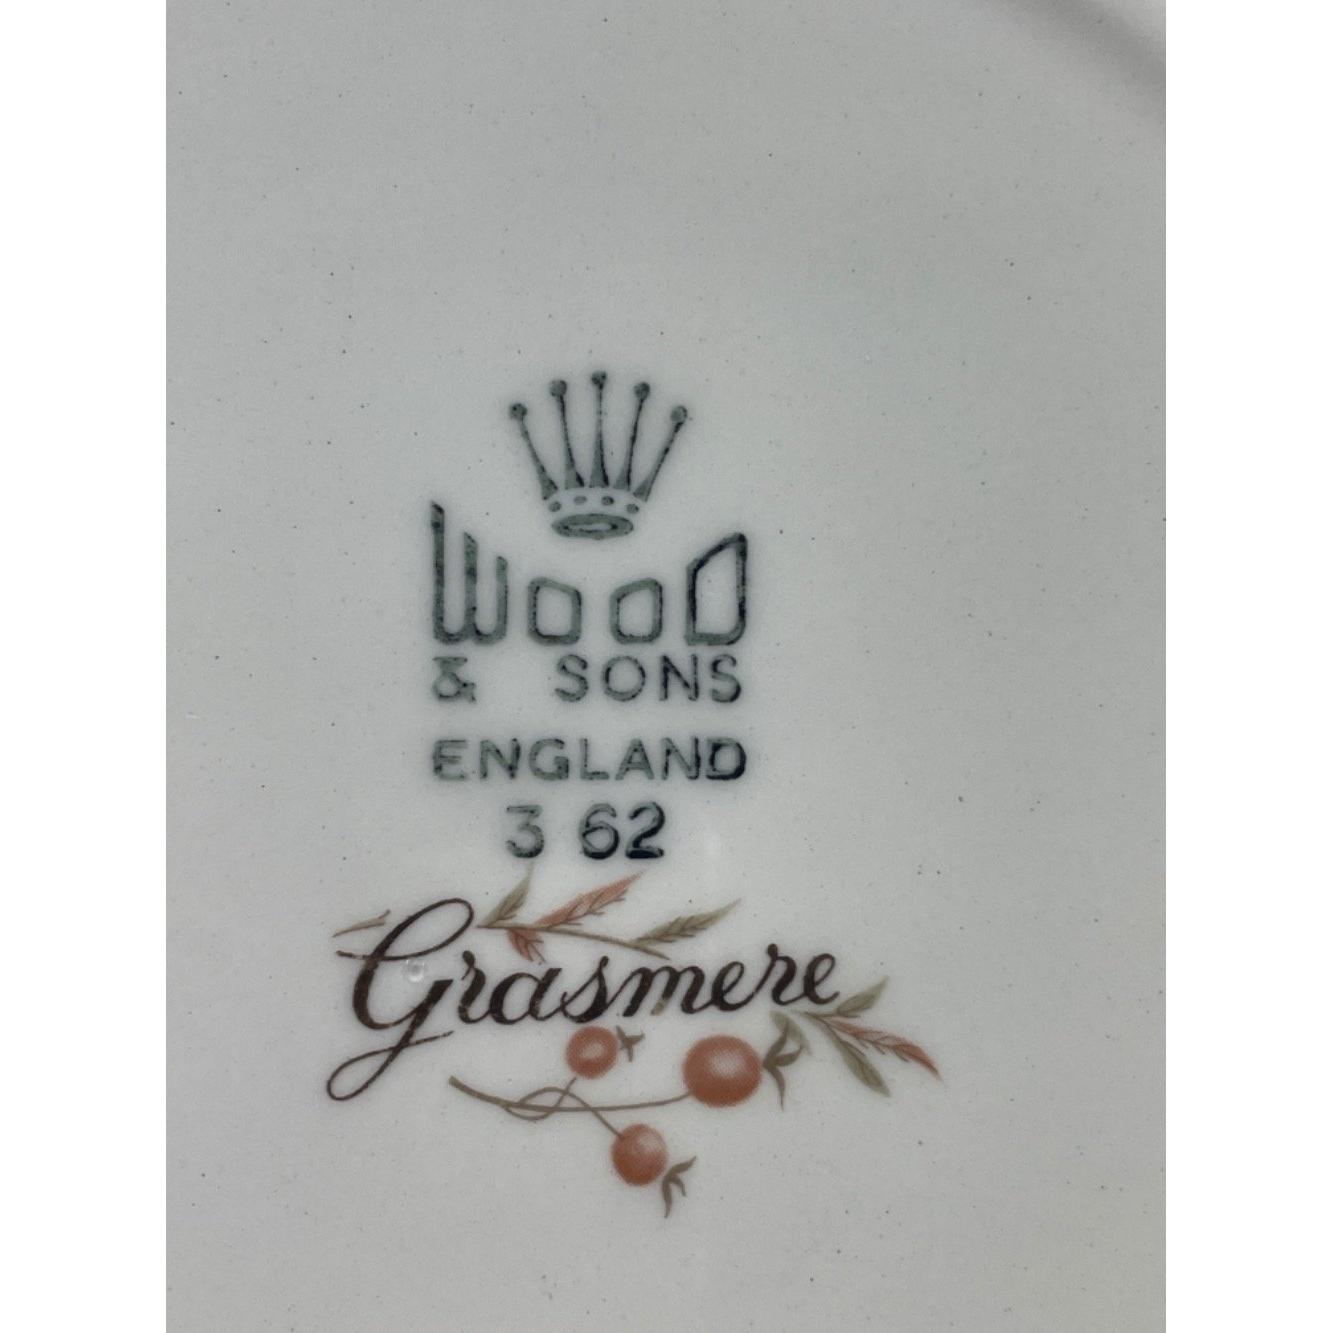 WOOD
& SONS
ENGLAND
3 62
Grasmere